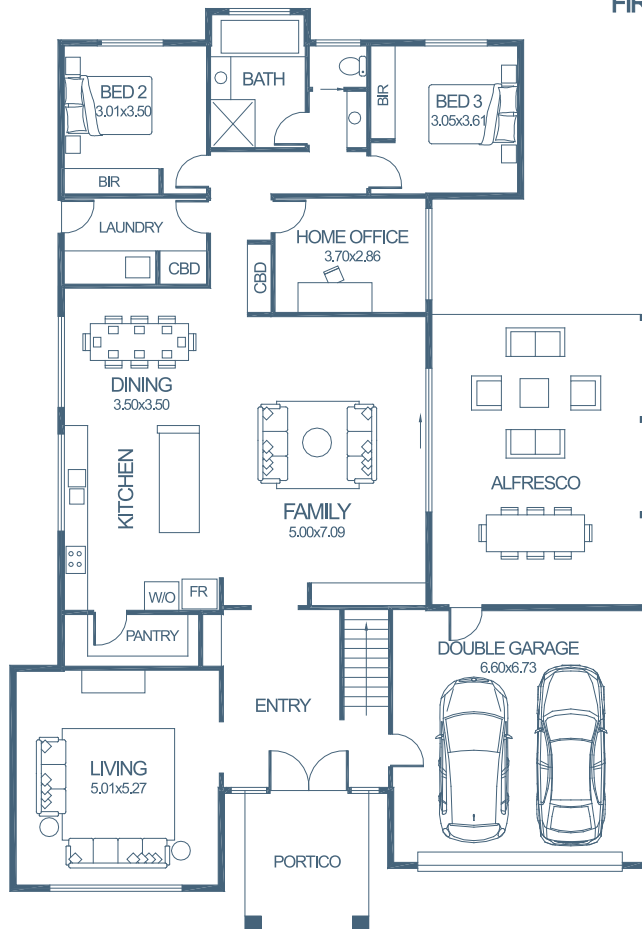 FIR
BATH
BED 2
3.01x3.50
BIR
BED 3
3.05x3.61
BIR
LAUNDRY
HOME OFFICE
3.70x2.86
CBD
CBD
DINING
3.50x3.50
KITCHEN
FAMILY
5.00x7.09
ALFRESCO
W/O
FR
PANTRY
DOUBLE GARAGE
6.60x6.73
ENTRY
LIVING
5.01x5.27
PORTICO